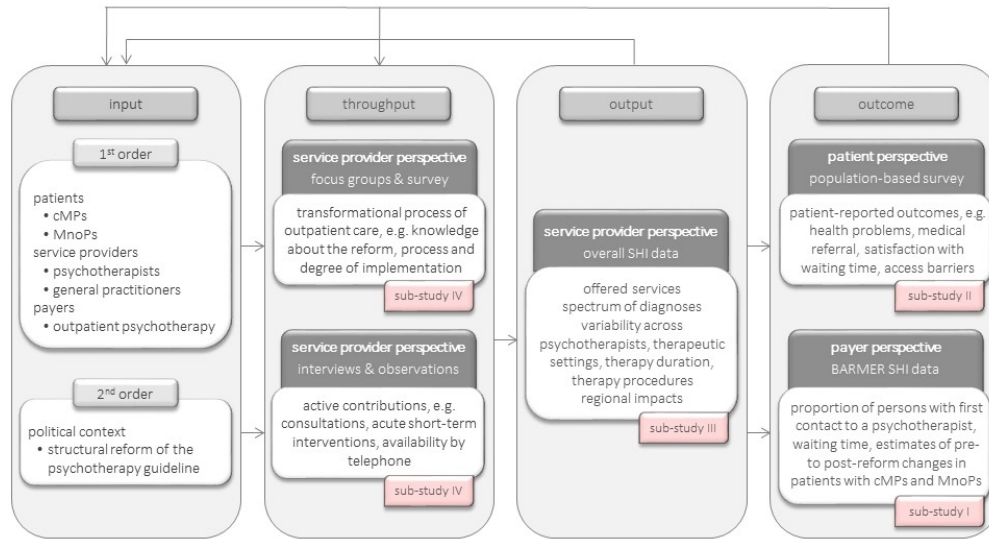 input
1st order
patients
• cMPs
• MnoPs
service providers
• psychotherapists
• general practitioners
payers
• outpatient psychotherapy
2nd order
political context
• structural reform of the
psychotherapy guideline
throughput
service provider perspective
focus groups & survey
transformational process of
outpatient care, e.g. knowledge
about the reform, process and
degree of implementation
sub-study IV
service provider perspective
interviews & observations
active contributions, e.g.
consultations, acute short-term
interventions, availability by
telephone
sub-study IV
output
service provider perspective
overall SHI data
offered services
spectrum of diagnoses
variability across
psychotherapists, therapeutic
settings, therapy duration,
therapy procedures
regional impacts
sub-study III
outcome
patient perspective
population-based survey
patient-reported outcomes, e.g.
health problems, medical
referral, satisfaction with
waiting time, access barriers
sub-study II
payer perspective
BARMER SHI data
proportion of persons with first
contact to a psychotherapist,
waiting time, estimates of pre-
to post-reform changes in
patients with cMPs and MnoPs
sub-study I